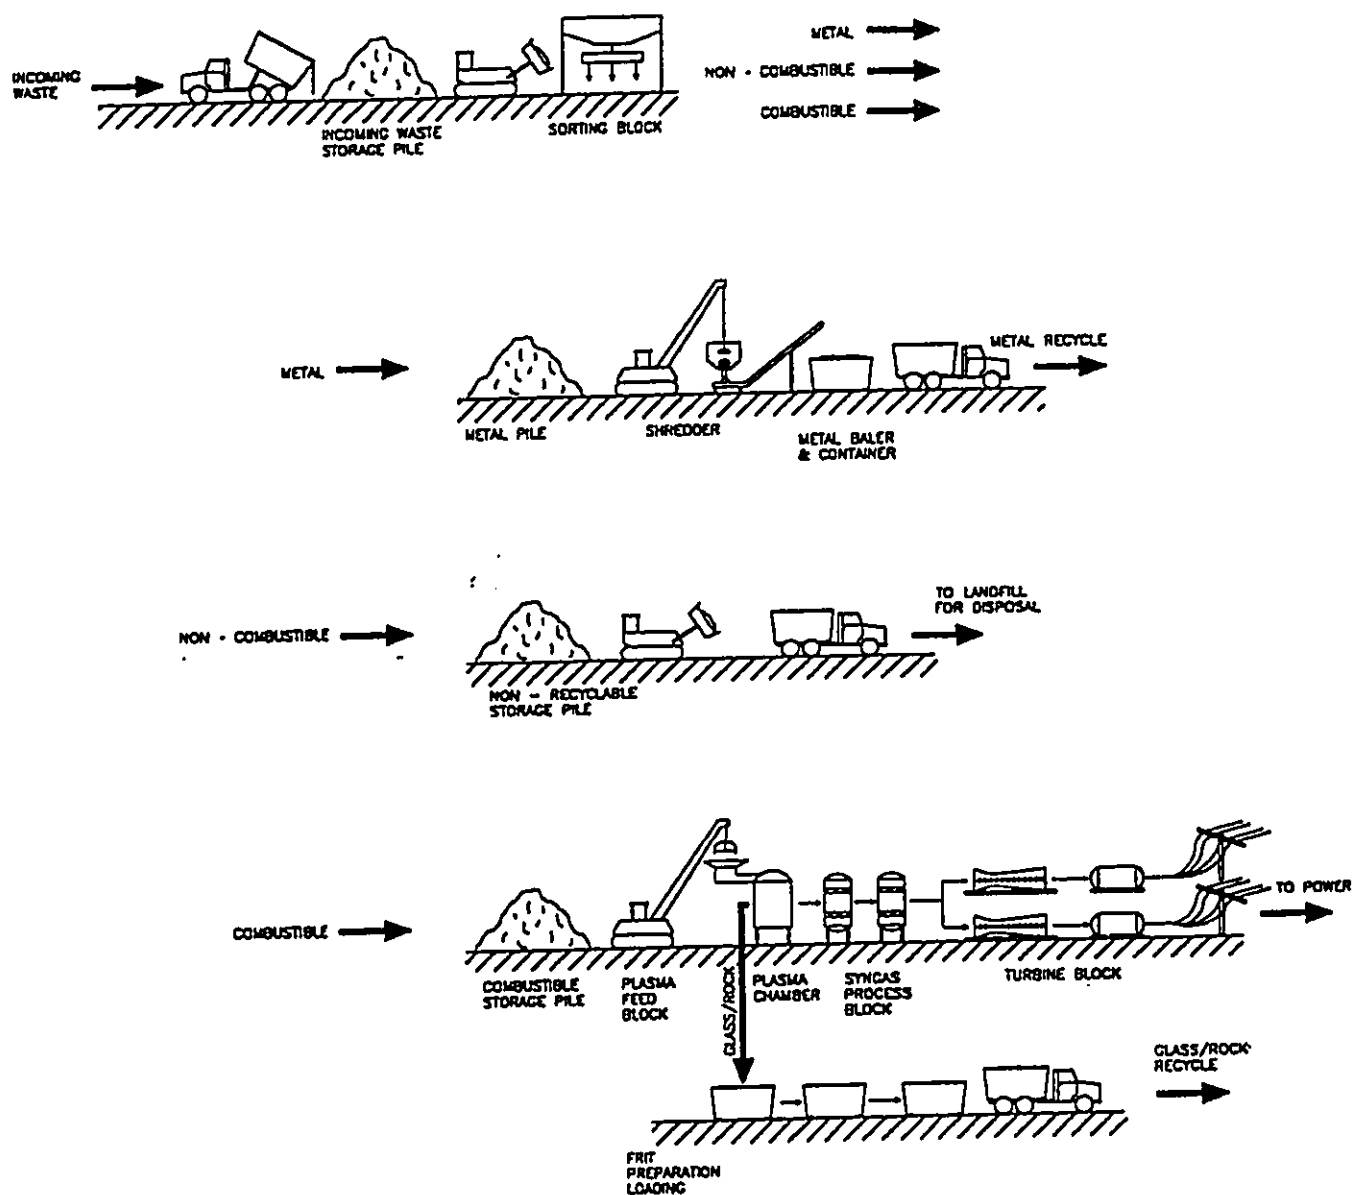 METAL
NON - COMBUSTIBLE
COMBUSTIBLE
INCOMING
WASTE
INCOMING WASTE
STORAGE PILE
SORTING BLOCK
METAL
METAL RECYCLE
METAL PILE
SHREDDER
METAL BALER
& CONTAINER
NON - COMBUSTIBLE
TO LANDFILL
FOR DISPOSAL
NON - RECYCLABLE
STORAGE PILE
COMBUSTIBLE
TO POWER
COMBUSTIBLE
STORAGE PILE
PLASMA
FEED
BLOCK
GLASS/ROCK
PLASMA
CHAMBER
SYNGAS
PROCESS
BLOCK
TURBINE BLOCK
GLASS/ROCK
RECYCLE
FRIT
PREPARATION
LOADING